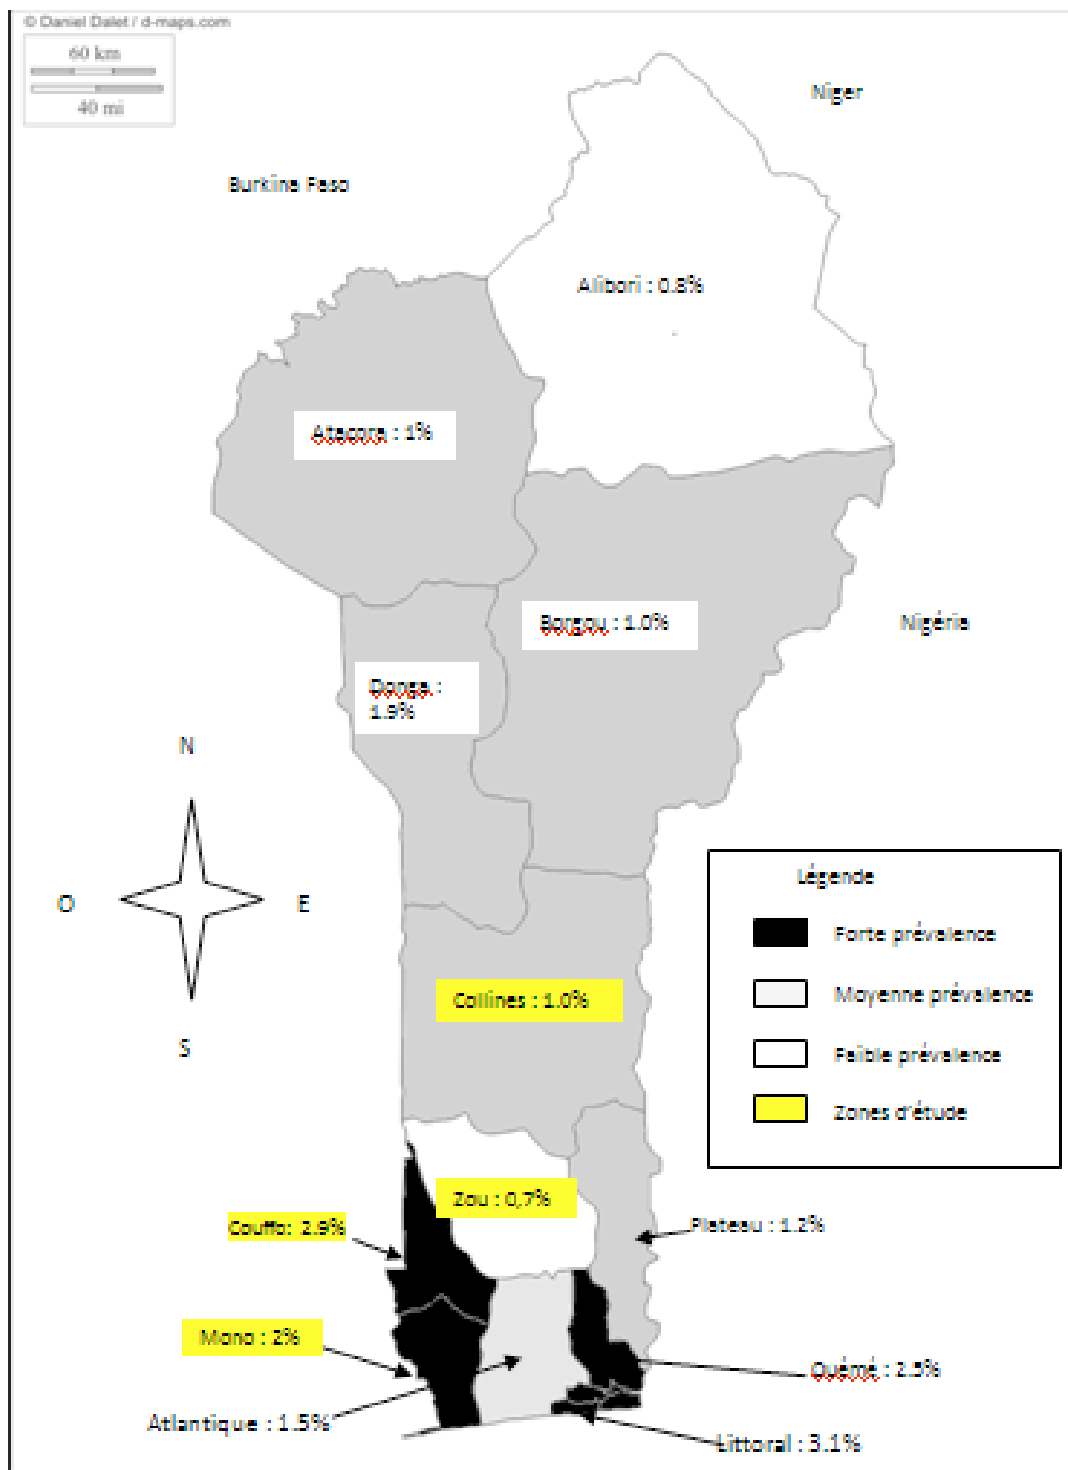 © Daniel Dalet / d-maps.com
60 km
40 mi
Niger
Burkina Faso
Alibori : 0.8%
Atacora : 1%
Borgou : 1.0%
Nigéria
Donga :
1.9%
N
O
E
S
Légende
Forte prévalence
Moyenne prévalence
Faible prévalence
Zones d'étude
Collines : 1.0%
Zou : 0,7%
Couffo: 2.9%
Plateau : 1.2%
Mono : 2%
Ouémé : 2.5%
Atlantique : 1.5%
Littoral : 3.1%